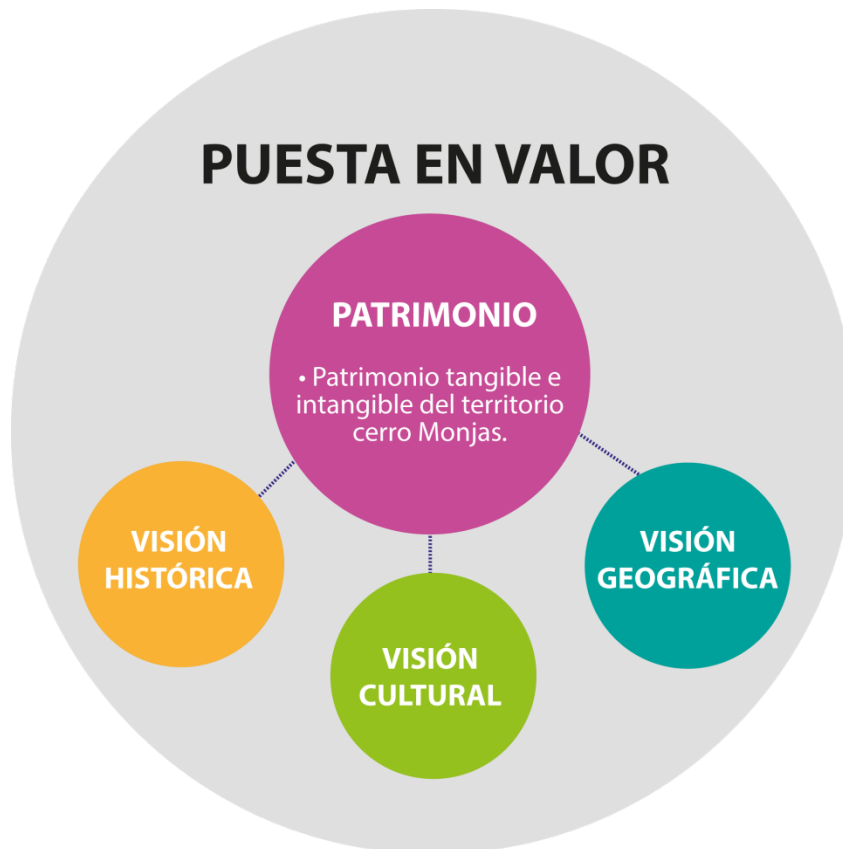 PUESTA EN VALOR
PATRIMONIO
• Patrimonio tangible e
intangible del territorio
cerro Monjas.
VISIÓN
HISTÓRICA
VISIÓN
CULTURAL
VISIÓN
GEOGRÁFICA